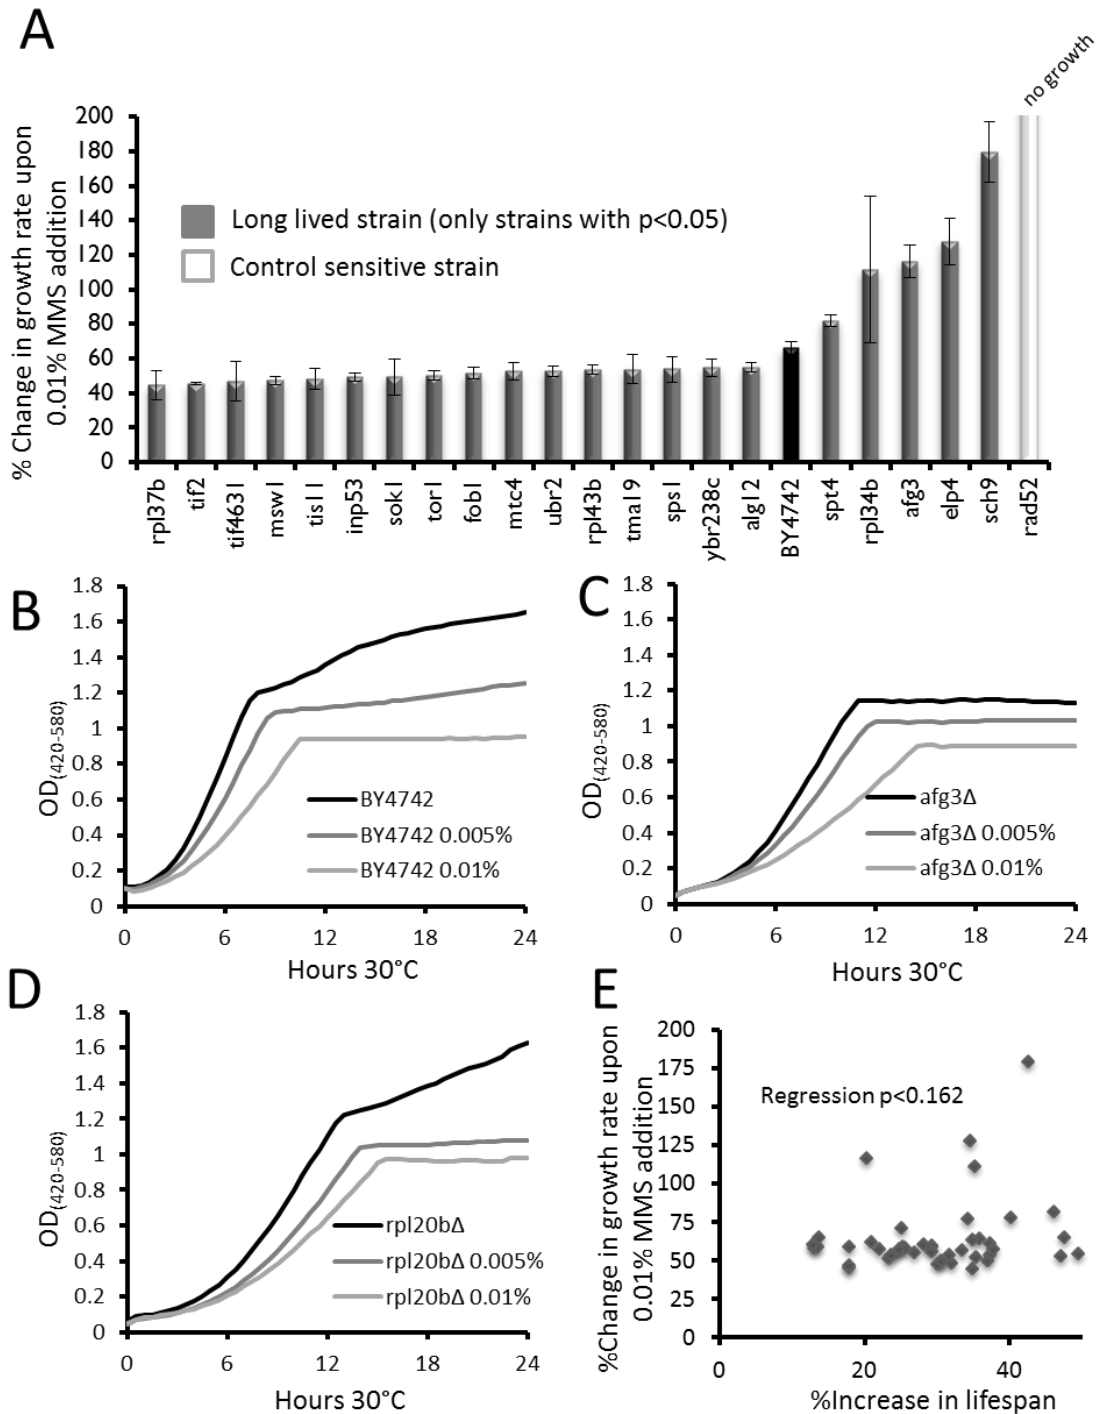 A
no growth
% Change in growth rate upon
0.01% MMS addition
200
180
160
140
120
100
80
60
40
20
0
Long lived strain (only strains with p<0.05)
Control sensitive strain
rpl37b
tif2
tif4631
msw1
tis11
inp53
sok1
tor1
fob1
mtc4
ubr2
rpl43b
tma19
sps1
ybr238c
alg12
BY4742
spt4
rpl34b
afg3
elp4
sch9
rad52
B
OD(420-580)
1.8
1.6
1.4
1.2
1
0.8
0.6
0.4
0.2
0
BY4742
BY4742 0.005%
BY4742 0.01%
0 6 12 18 24
Hours 30°C
C
OD(420-580)
1.8
1.6
1.4
1.2
1
0.8
0.6
0.4
0.2
0
afg3Δ
afg3Δ 0.005%
afg3Δ 0.01%
0 6 12 18 24
Hours 30°C
D
OD(420-580)
1.8
1.6
1.4
1.2
1
0.8
0.6
0.4
0.2
0
rpl20bΔ
rpl20bΔ 0.005%
rpl20bΔ 0.01%
0 6 12 18 24
Hours 30°C
E
%Change in growth rate upon
0.01% MMS addition
200
175
150
125
100
75
50
25
0
Regression p<0.162
0 20 40
%Increase in lifespan